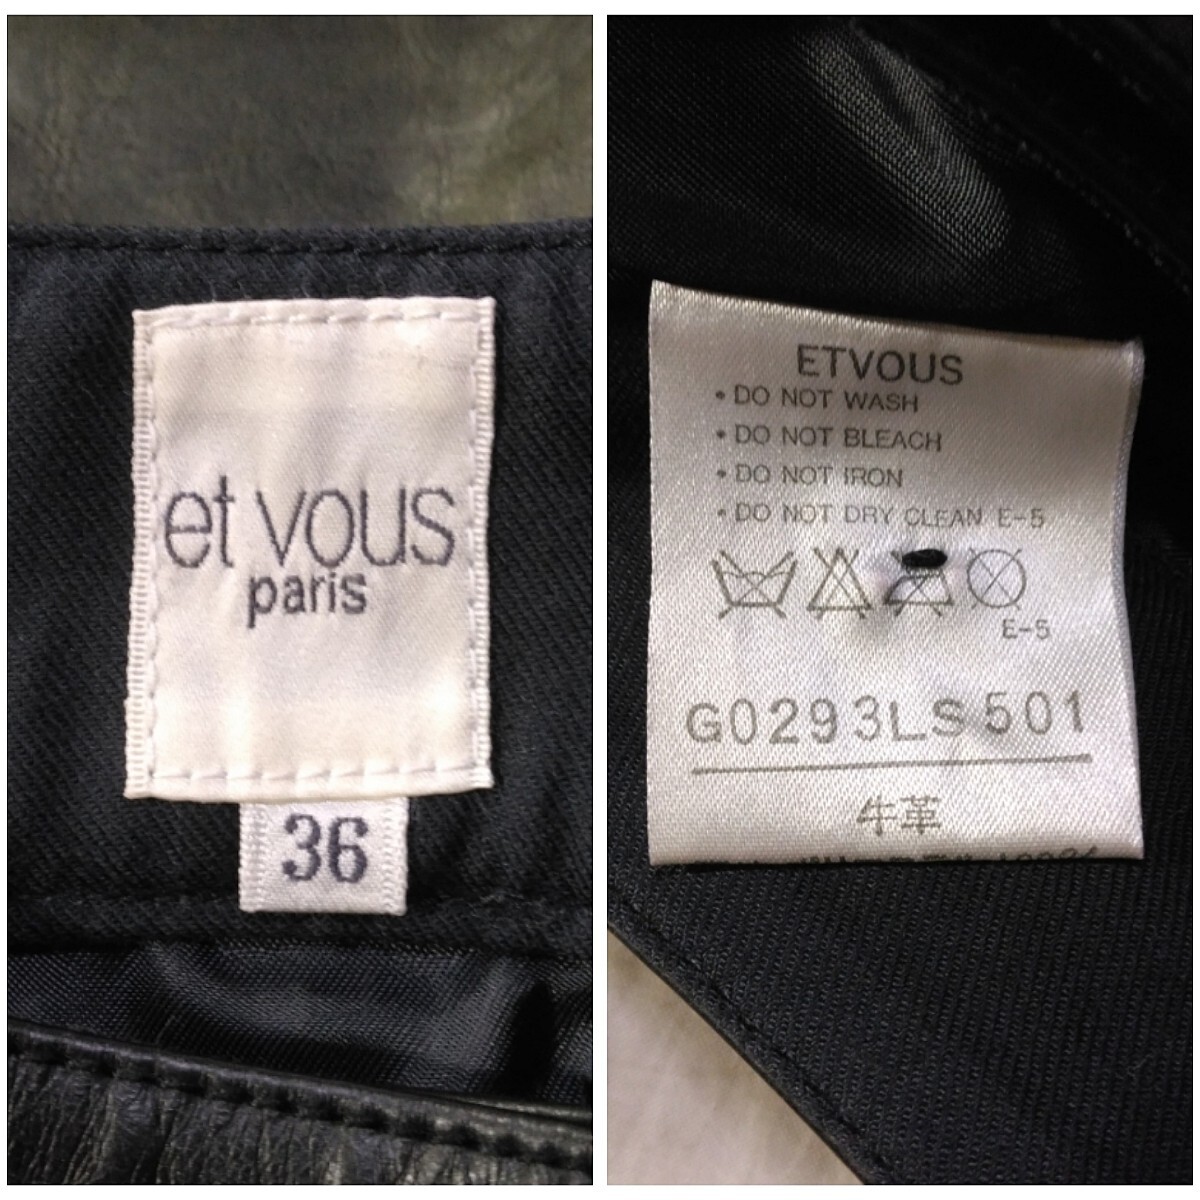 et vous
paris
36
ETVOUS
• DO NOT WASH
• DO NOT BLEACH
• DO NOT IRON
• DO NOT DRY CLEAN E-5
E-5
G0293LS501
牛革